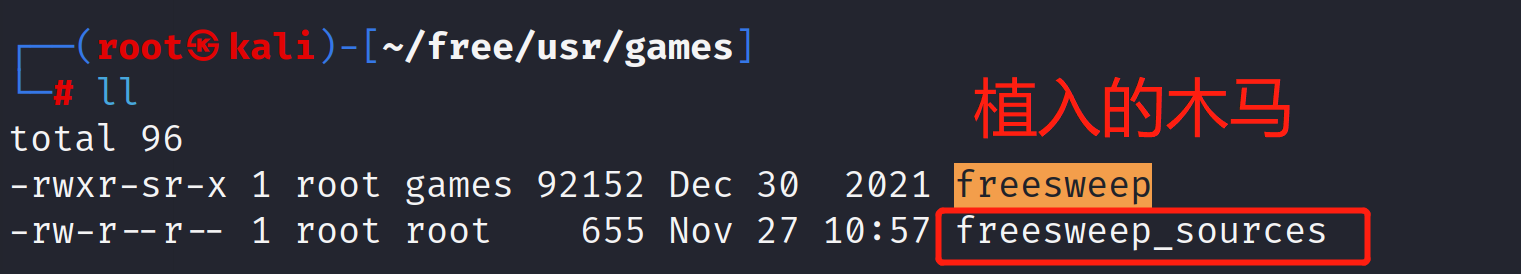 ┌──(root㉿kali)-[~/free/usr/games]
└─# ll
植入的木马
total 96
-rwxr-sr-x 1 root games 92152 Dec 30  2021 freesweep
-rw-r--r-- 1 root root    655 Nov 27 10:57 freesweep_sources